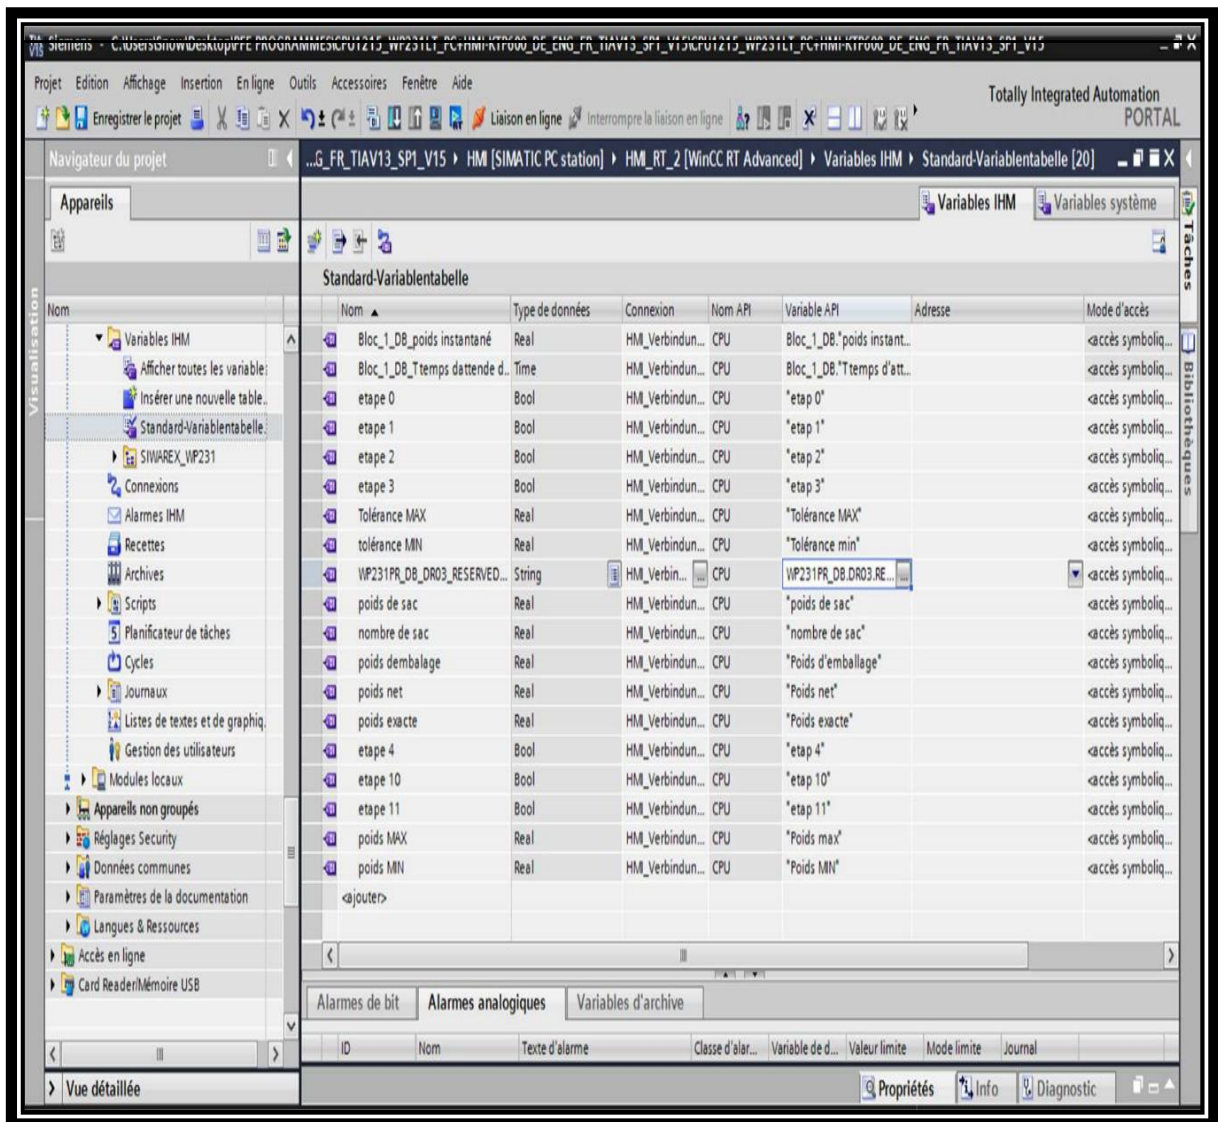 Siemens - C:\Users\Snow\Desktop\PFE PROGRAMMES\CPU1215_WP231LT_PC+HMI-KTP600_DE_ENG_FR_TIAV13_SP1_V15\CPU1215_WP231LT_PC+HMI-KTP600_DE_ENG_FR_TIAV13_SP1_V15
Projet Edition Affichage Insertion En ligne Outils Accessoires Fenêtre Aide
Totally Integrated Automation
PORTAL
Enregistrer le projet Liaison en ligne Interrompre la liaison en ligne
Navigateur du projet
...G_FR_TIAV13_SP1_V15 HMI [SIMATIC PC station] HMI_RT_2 [WinCC RT Advanced] Variables IHM Standard-Variablentabelle [20]
Appareils
Variables IHM Variables système
Standard-Variablentabelle
Visualisation
Tâches
Bibliothèques
Nom
Variables IHM
Afficher toutes les variable
Insérer une nouvelle table..
Standard-Variablentabelle
SIWAREX_WP231
Connexions
Alarmes IHM
Recettes
Archives
Scripts
Planificateur de tâches
Cycles
Journaux
Listes de textes et de graphiq.
Gestion des utilisateurs
Modules locaux
Appareils non groupés
Réglages Security
Données communes
Paramètres de la documentation
Langues & Ressources
Accès en ligne
Card Reader/Mémoire USB
Vue détaillée
Nom Type de données Connexion Nom API Variable API Adresse Mode d'accès
Bloc_1_DB_poids instantané Real HMI_Verbindun... CPU Bloc_1_DB."poids instant... <accès symboliq...
Bloc_1_DB_Ttemps dattende d.. Time HMI_Verbindun... CPU Bloc_1_DB."Ttemps d'att... <accès symboliq...
etape 0 Bool HMI_Verbindun... CPU "etap 0" <accès symboliq...
etape 1 Bool HMI_Verbindun... CPU "etap 1" <accès symboliq...
etape 2 Bool HMI_Verbindun... CPU "etap 2" <accès symboliq...
etape 3 Bool HMI_Verbindun... CPU "etap 3" <accès symboliq...
Tolérance MAX Real HMI_Verbindun... CPU "Tolérance MAX" <accès symboliq...
tolérance MIN Real HMI_Verbindun... CPU "Tolérance min" <accès symboliq...
WP231PR_DB_DR03_RESERVED... String HMI_Verbin... CPU WP231PR_DB.DR03.RE... <accès symboliq...
poids de sac Real HMI_Verbindun... CPU "poids de sac" <accès symboliq...
nombre de sac Real HMI_Verbindun... CPU "nombre de sac" <accès symboliq...
poids dembalage Real HMI_Verbindun... CPU "Poids d'emballage" <accès symboliq...
poids net Real HMI_Verbindun... CPU "Poids net" <accès symboliq...
poids exacte Real HMI_Verbindun... CPU "Poids exacte" <accès symboliq...
etape 4 Bool HMI_Verbindun... CPU "etap 4" <accès symboliq...
etape 10 Bool HMI_Verbindun... CPU "etap 10" <accès symboliq...
etape 11 Bool HMI_Verbindun... CPU "etap 11" <accès symboliq...
poids MAX Real HMI_Verbindun... CPU "Poids max" <accès symboliq...
poids MIN Real HMI_Verbindun... CPU "Poids MIN" <accès symboliq...
<ajouter>
Alarmes de bit Alarmes analogiques Variables d'archive
ID Nom Texte d'alarme Classe d'alar... Variable de d... Valeur limite Mode limite Journal
Propriétés Info Diagnostic